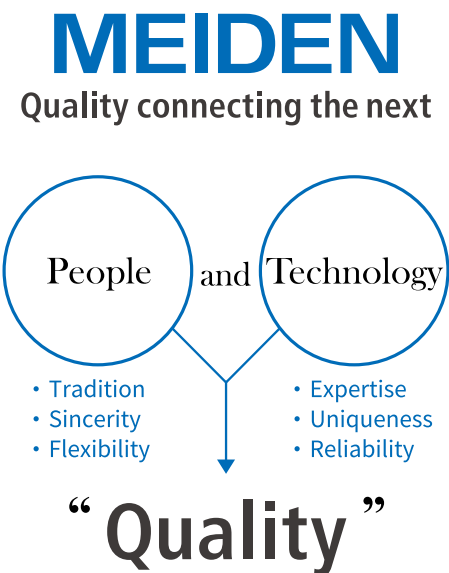 MEIDEN
Quality connecting the next
People and Technology
・Tradition
・Sincerity
・Flexibility
・Expertise
・Uniqueness
・Reliability
“Quality”